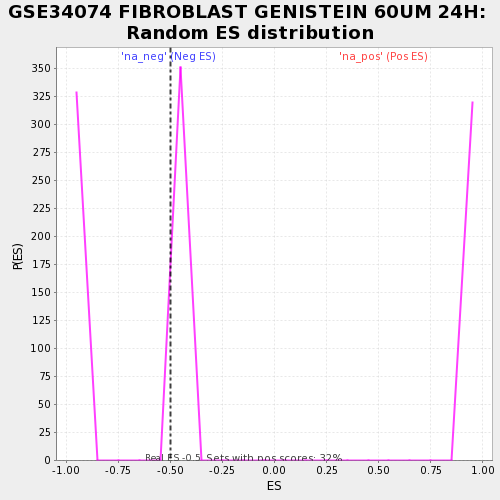 GSE34074 FIBROBLAST GENISTEIN 60UM 24H:
Random ES distribution
'na_neg' (Neg ES)
'na_pos' (Pos ES)
350
325
300
275
250
225
200
175
150
125
100
75
50
25
0
P(ES)
Real ES -0.5, Sets with pos scores: 32%
-1.00 -0.75 -0.50 -0.25 0.00 0.25 0.50 0.75 1.00
ES